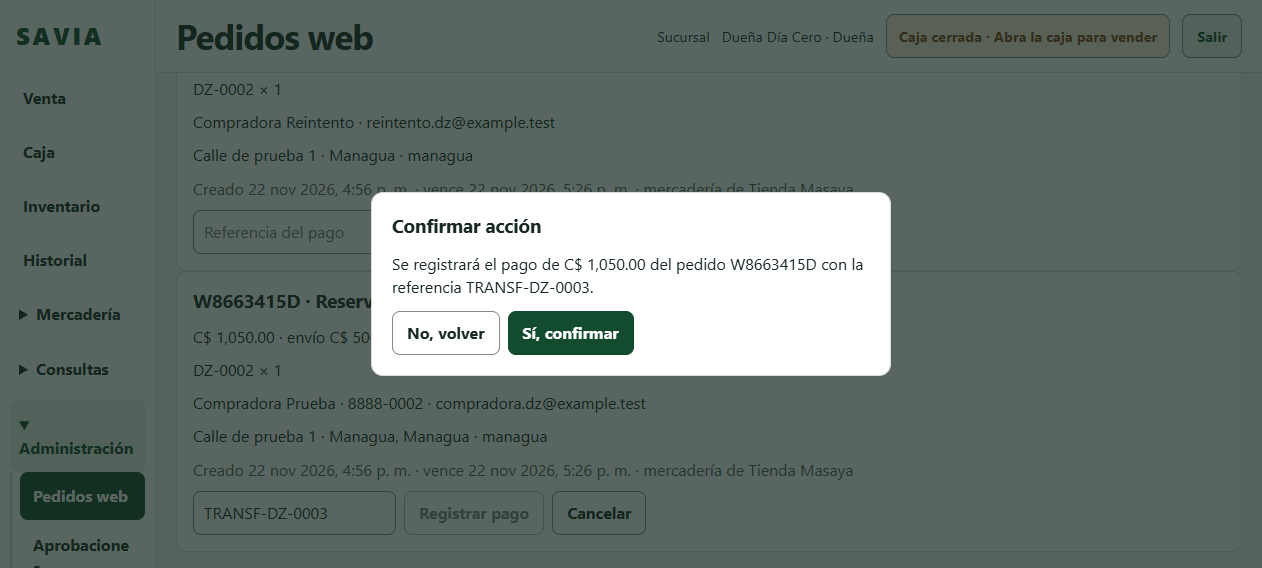 SAVIA
Venta
Caja
Inventario
Historial
▶ Mercadería
▶ Consultas
▼
Administración
Pedidos web
Aprobacione
Pedidos web
Sucursal Dueña Día Cero · Dueña
Caja cerrada · Abra la caja para vender
Salir
DZ-0002 × 1
Compradora Reintento · reintento.dz@example.test
Calle de prueba 1 · Managua · managua
Creado 22 nov 2026, 4:56 p. m. · vence 22 nov 2026, 5:26 p. m. · mercadería de Tienda Masaya
Referencia del pago
Confirmar acción
Se registrará el pago de C$ 1,050.00 del pedido W8663415D con la
referencia TRANSF-DZ-0003.
No, volver
Sí, confirmar
W8663415D · Reserv
C$ 1,050.00 · envío C$ 50
DZ-0002 × 1
Compradora Prueba · 8888-0002 · compradora.dz@example.test
Calle de prueba 1 · Managua, Managua · managua
Creado 22 nov 2026, 4:56 p. m. · vence 22 nov 2026, 5:26 p. m. · mercadería de Tienda Masaya
TRANSF-DZ-0003
Registrar pago
Cancelar